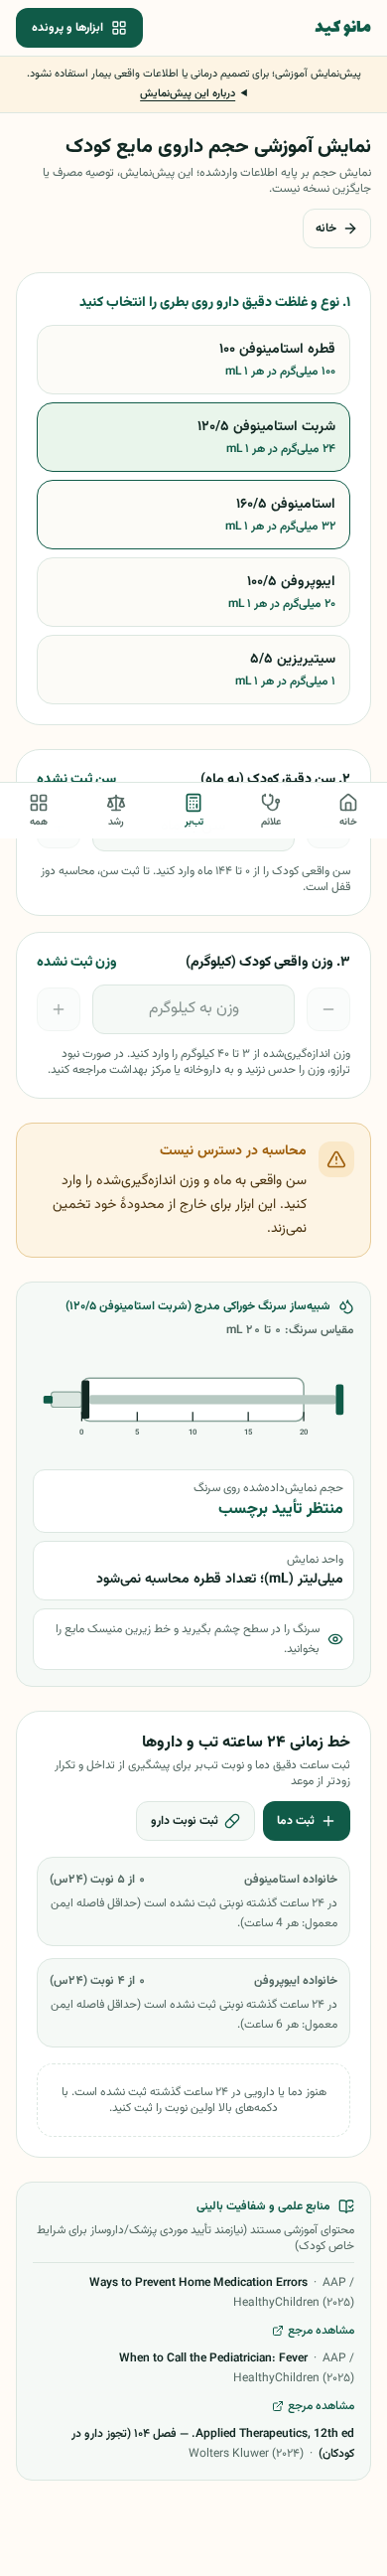 مانو کید
ابزارها و پرونده
پیش‌نمایش آموزشی؛ برای تصمیم درمانی یا اطلاعات واقعی بیمار استفاده نشود.
◀ درباره این پیش‌نمایش
نمایش آموزشی حجم داروی مایع کودک
نمایش حجم بر پایه اطلاعات واردشده؛ این پیش‌نمایش، توصیه مصرف یا
جایگزین نسخه نیست.
خانه
۱. نوع و غلظت دقیق دارو روی بطری را انتخاب کنید
قطره استامینوفن ۱۰۰
۱۰۰ میلی‌گرم در هر ۱ mL
شربت استامینوفن ۱۲۰/۵
۲۴ میلی‌گرم در هر ۱ mL
استامینوفن ۱۶۰/۵
۳۲ میلی‌گرم در هر ۱ mL
ایبوپروفن ۱۰۰/۵
۲۰ میلی‌گرم در هر ۱ mL
سیتیریزین ۵/۵
۱ میلی‌گرم در هر ۱ mL
۲. سن دقیق کودک (به ماه)
سن ثبت نشده
خانه
علائم
تب‌بر
رشد
همه
سن واقعی کودک را از ۰ تا ۱۴۴ ماه وارد کنید. تا ثبت سن، محاسبه دوز
قفل است.
۳. وزن واقعی کودک (کیلوگرم)
وزن ثبت نشده
وزن به کیلوگرم
وزن اندازه‌گیری‌شده از ۳ تا ۴۰ کیلوگرم را وارد کنید. در صورت نبود
ترازو، وزن را حدس نزنید و به داروخانه یا مرکز بهداشت مراجعه کنید.
محاسبه در دسترس نیست
سن واقعی به ماه و وزن اندازه‌گیری‌شده را وارد
کنید. این ابزار برای خارج از محدودهٔ خود تخمین
نمی‌زند.
شبیه‌ساز سرنگ خوراکی مدرج (شربت استامینوفن ۱۲۰/۵)
مقیاس سرنگ: ۰ تا ۲۰ mL
0 5 10 15 20
حجم نمایش‌داده‌شده روی سرنگ
منتظر تأیید برچسب
واحد نمایش
میلی‌لیتر (mL)؛ تعداد قطره محاسبه نمی‌شود
سرنگ را در سطح چشم بگیرید و خط زیرین منیسک مایع را
بخوانید.
خط زمانی ۲۴ ساعته تب و داروها
ثبت ساعت دقیق دما و نوبت تب‌بر برای پیشگیری از تداخل و تکرار
زودتر از موعد
ثبت دما
ثبت نوبت دارو
خانواده استامینوفن
۰ از ۵ نوبت (۲۴س)
در ۲۴ ساعت گذشته نوبتی ثبت نشده است (حداقل فاصله ایمن
معمول: هر 4 ساعت).
خانواده ایبوپروفن
۰ از ۴ نوبت (۲۴س)
در ۲۴ ساعت گذشته نوبتی ثبت نشده است (حداقل فاصله ایمن
معمول: هر 6 ساعت).
هنوز دما یا دارویی در ۲۴ ساعت گذشته ثبت نشده است. با
دکمه‌های بالا اولین نوبت را ثبت کنید.
منابع علمی و شفافیت بالینی
محتوای آموزشی مستند (نیازمند تأیید موردی پزشک/داروساز برای شرایط
خاص کودک)
Ways to Prevent Home Medication Errors · AAP /
HealthyChildren (۲۰۲۵)
مشاهده مرجع
When to Call the Pediatrician: Fever · AAP /
HealthyChildren (۲۰۲۵)
مشاهده مرجع
Applied Therapeutics, 12th ed. — فصل ۱۰۴ (تجویز دارو در
کودکان) · Wolters Kluwer (۲۰۲۴)